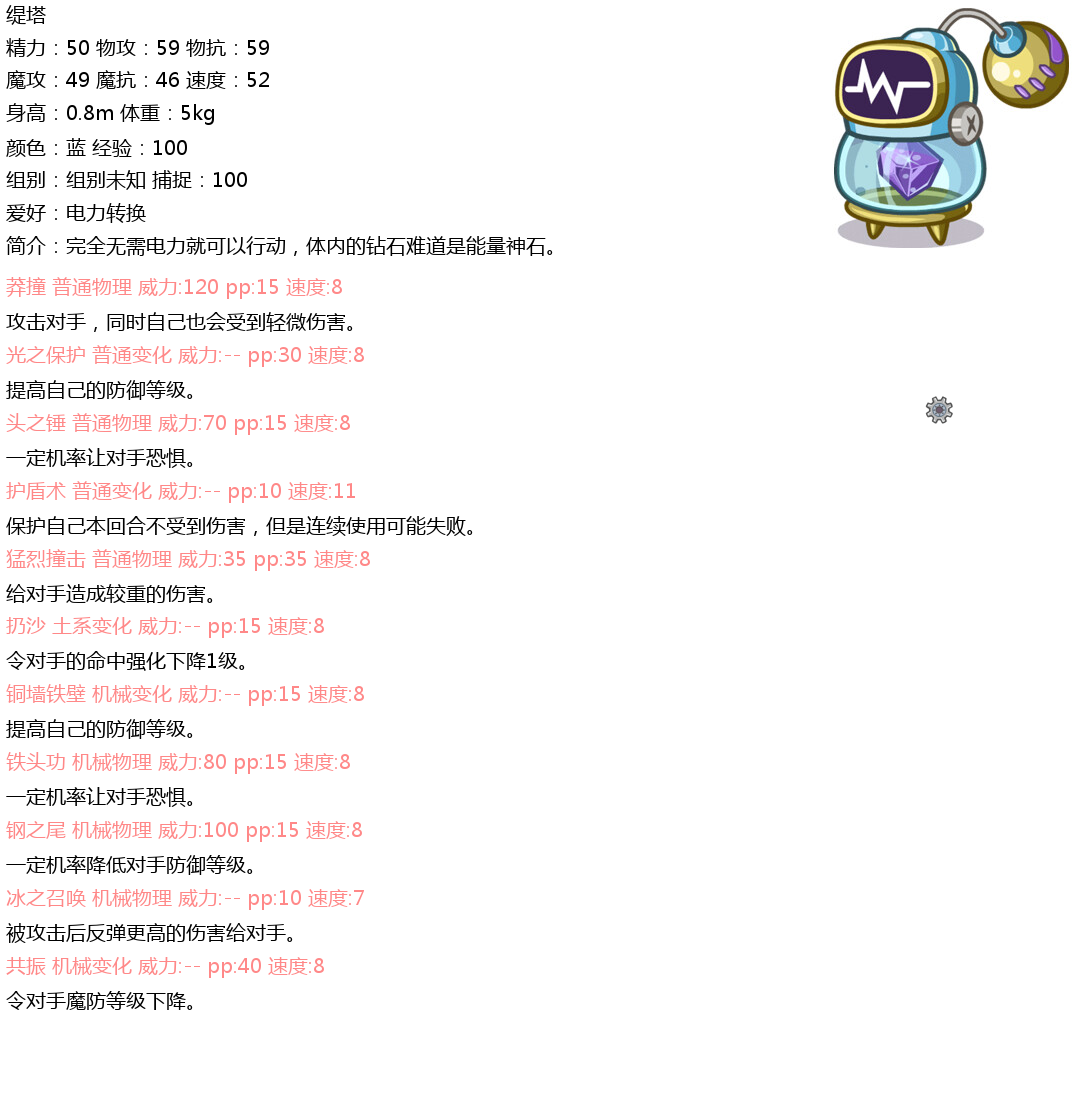 缇塔
精力：50 物攻：59 物抗：59
魔攻：49 魔抗：46 速度：52
身高：0.8m 体重：5kg
颜色：蓝 经验：100
组别：组别未知 捕捉：100
爱好：电力转换
简介：完全无需电力就可以行动，体内的钻石难道是能量神石。
莽撞 普通物理 威力:120 pp:15 速度:8
攻击对手，同时自己也会受到轻微伤害。
光之保护 普通变化 威力:-- pp:30 速度:8
提高自己的防御等级。
头之锤 普通物理 威力:70 pp:15 速度:8
一定机率让对手恐惧。
护盾术 普通变化 威力:-- pp:10 速度:11
保护自己本回合不受到伤害，但是连续使用可能失败。
猛烈撞击 普通物理 威力:35 pp:35 速度:8
给对手造成较重的伤害。
扔沙 土系变化 威力:-- pp:15 速度:8
令对手的命中强化下降1级。
铜墙铁壁 机械变化 威力:-- pp:15 速度:8
提高自己的防御等级。
铁头功 机械物理 威力:80 pp:15 速度:8
一定机率让对手恐惧。
钢之尾 机械物理 威力:100 pp:15 速度:8
一定机率降低对手防御等级。
冰之召唤 机械物理 威力:-- pp:10 速度:7
被攻击后反弹更高的伤害给对手。
共振 机械变化 威力:-- pp:40 速度:8
令对手魔防等级下降。